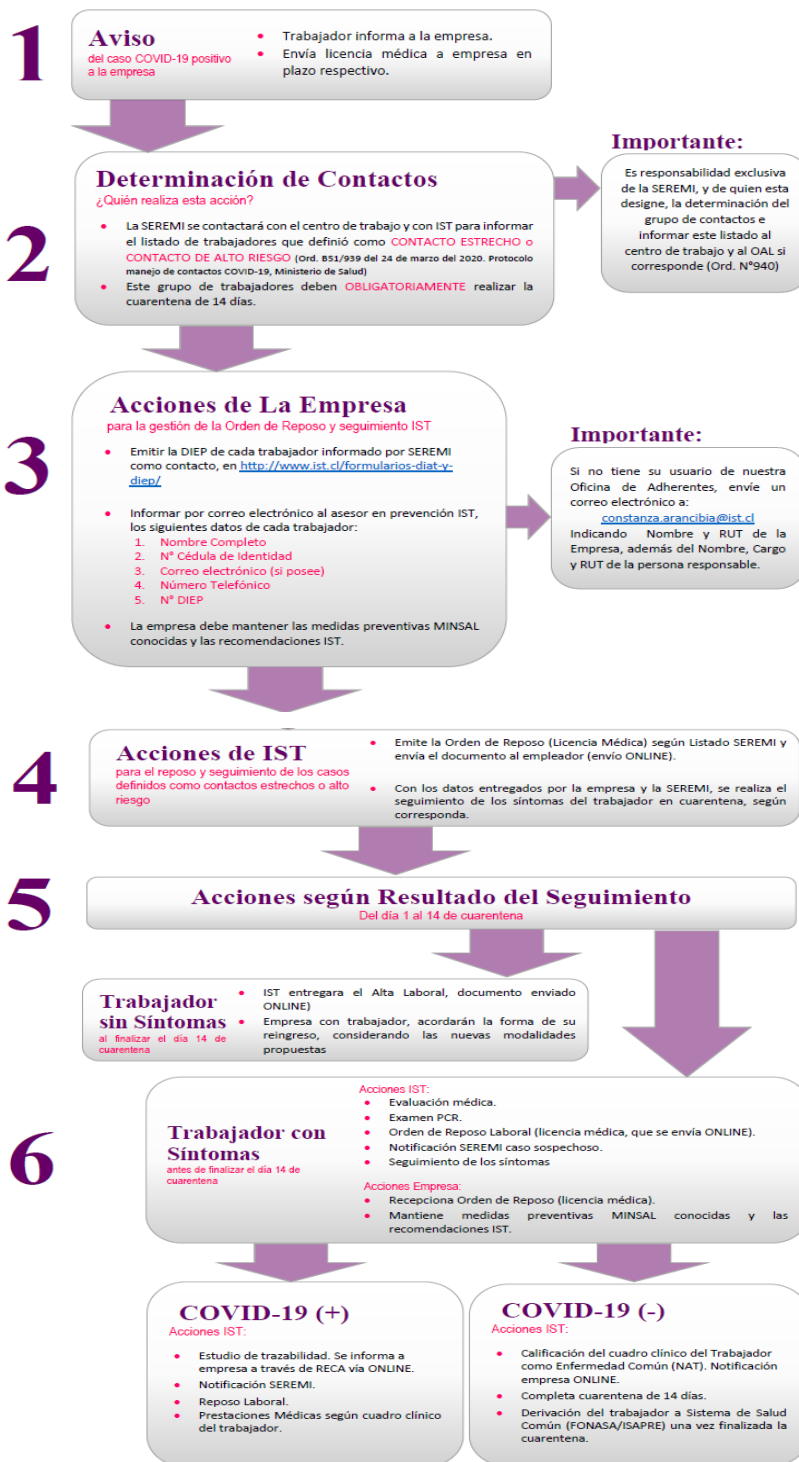 1
Aviso
del caso COVID-19 positivo
a la empresa
• Trabajador informa a la empresa.
• Envía licencia médica a empresa en
plazo respectivo.
2
Determinación de Contactos
¿Quién realiza esta acción?
• La SEREMI se contactará con el centro de trabajo y con IST para informar
el listado de trabajadores que definió como CONTACTO ESTRECHO o
CONTACTO DE ALTO RIESGO (Ord. B51/939 del 24 de marzo del 2020. Protocolo
manejo de contactos COVID-19, Ministerio de Salud)
• Este grupo de trabajadores deben OBLIGATORIAMENTE realizar la
cuarentena de 14 días.
Importante:
Es responsabilidad exclusiva
de la SEREMI, y de quien esta
designe, la determinación del
grupo de contactos e
informar este listado al
centro de trabajo y al OAL si
corresponde (Ord. N°940)
3
Acciones de La Empresa
para la gestión de la Orden de Reposo y seguimiento IST
• Emitir la DIEP de cada trabajador informado por SEREMI
como contacto, en http://www.ist.cl/formularios-diat-y-
diep/
• Informar por correo electrónico al asesor en prevención IST,
los siguientes datos de cada trabajador:
1. Nombre Completo
2. N° Cédula de Identidad
3. Correo electrónico (si posee)
4. Número Telefónico
5. N° DIEP
• La empresa debe mantener las medidas preventivas MINSAL
conocidas y las recomendaciones IST.
Importante:
Si no tiene su usuario de nuestra
Oficina de Adherentes, envíe un
correo electrónico a:
constanza.arancibia@ist.cl
Indicando Nombre y RUT de la
Empresa, además del Nombre, Cargo
y RUT de la persona responsable.
4
Acciones de IST
para el reposo y seguimiento de los casos
definidos como contactos estrechos o alto
riesgo
• Emite la Orden de Reposo (Licencia Médica) según Listado SEREMI y
envía el documento al empleador (envío ONLINE).
• Con los datos entregados por la empresa y la SEREMI, se realiza el
seguimiento de los síntomas del trabajador en cuarentena, según
corresponda.
5
Acciones según Resultado del Seguimiento
Del día 1 al 14 de cuarentena
Trabajador
sin Síntomas
al finalizar el día 14 de
cuarentena
• IST entregara el Alta Laboral, documento enviado
ONLINE)
• Empresa con trabajador, acordarán la forma de su
reingreso, considerando las nuevas modalidades
propuestas
6
Trabajador con
Síntomas
antes de finalizar el día 14 de
cuarentena
Acciones IST:
• Evaluación médica.
• Examen PCR.
• Orden de Reposo Laboral (licencia médica, que se envía ONLINE).
• Notificación SEREMI caso sospechoso.
• Seguimiento de los síntomas
Acciones Empresa:
• Recepciona Orden de Reposo (licencia médica).
• Mantiene medidas preventivas MINSAL conocidas y las
recomendaciones IST.
COVID-19 (+)
Acciones IST:
• Estudio de trazabilidad. Se informa a
empresa a través de RECA vía ONLINE.
• Notificación SEREMI.
• Reposo Laboral.
• Prestaciones Médicas según cuadro clínico
del trabajador.
COVID-19 (-)
Acciones IST:
• Calificación del cuadro clínico del Trabajador
como Enfermedad Común (NAT). Notificación
empresa ONLINE.
• Completa cuarentena de 14 días.
• Derivación del trabajador a Sistema de Salud
Común (FONASA/ISAPRE) una vez finalizada la
cuarentena.